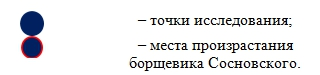 – точки исследования;
– места произрастания
борщевика Сосновского.